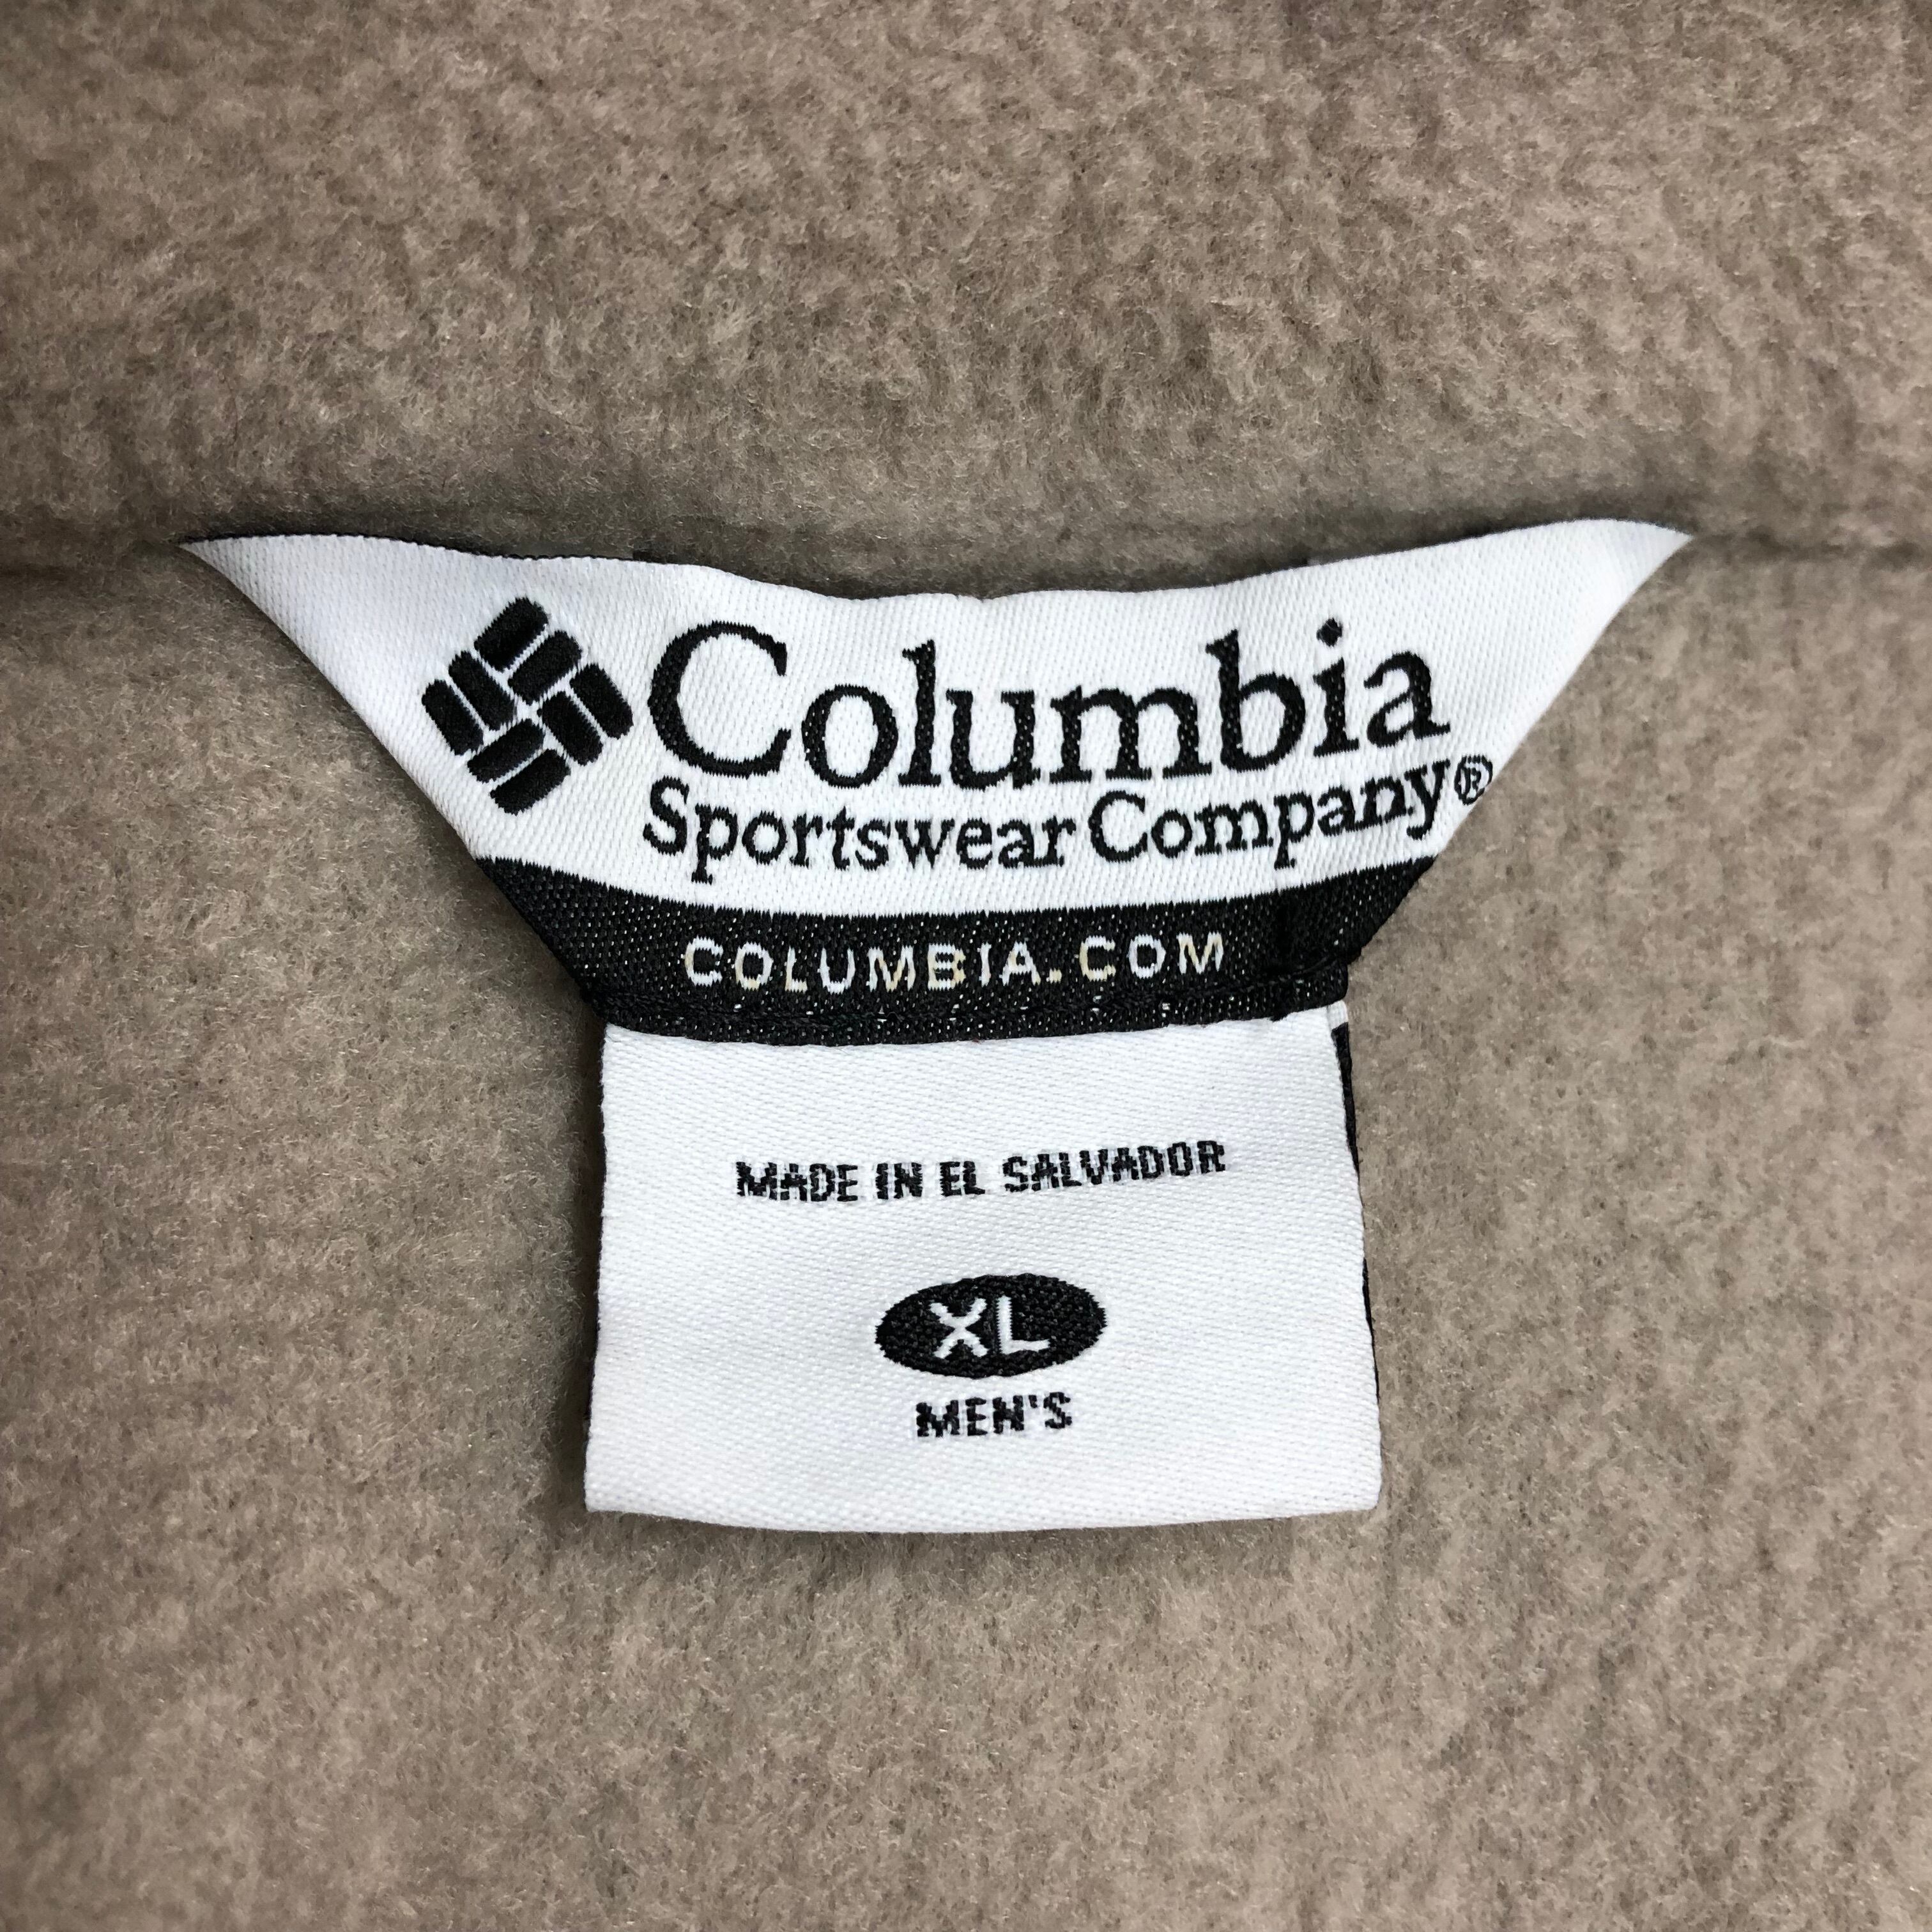 Columbia
Sportswear Company®
COLUMBIA.COM
MADE IN EL SALVADOR
XL
MEN'S